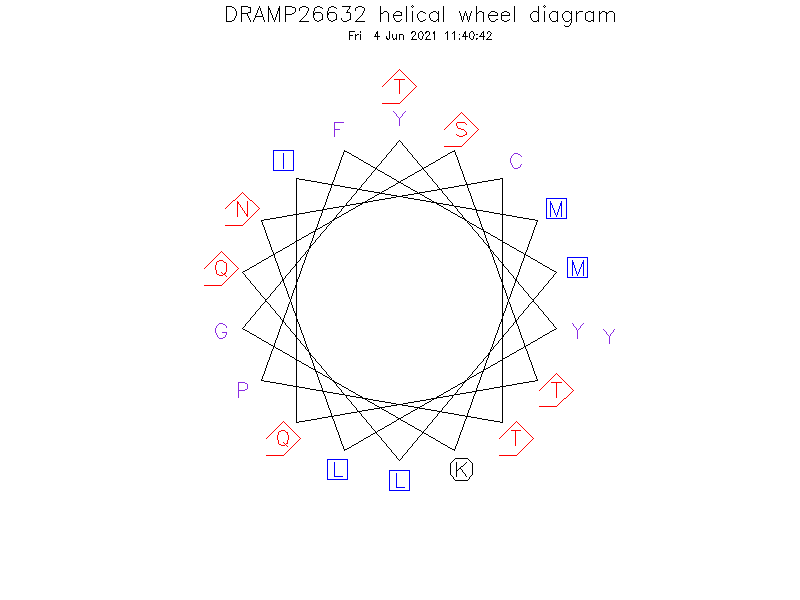 DRAMP26632 helical wheel diagram
Fri 4 Jun 2021 11:40:42
T
F Y S
I C
N M
Q M
G Y Y
P T
Q T
L L K